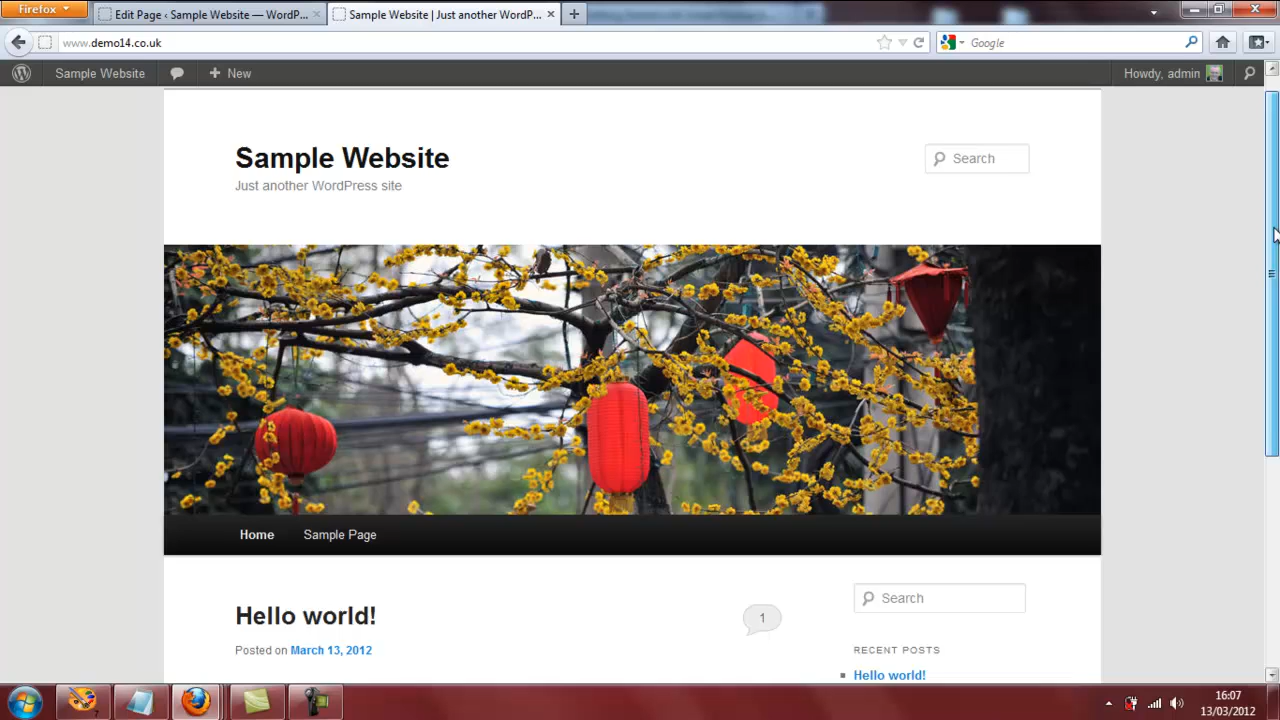 Firefox
Edit Page ‹ Sample Website — WordP...
Sample Website | Just another WordP...
www.demo14.co.uk
Google
Sample Website
New
Howdy, admin
Sample Website
Just another WordPress site
Search
Home
Sample Page
Hello world!
1
Posted on March 13, 2012
Search
RECENT POSTS
Hello world!
16:07
13/03/2012